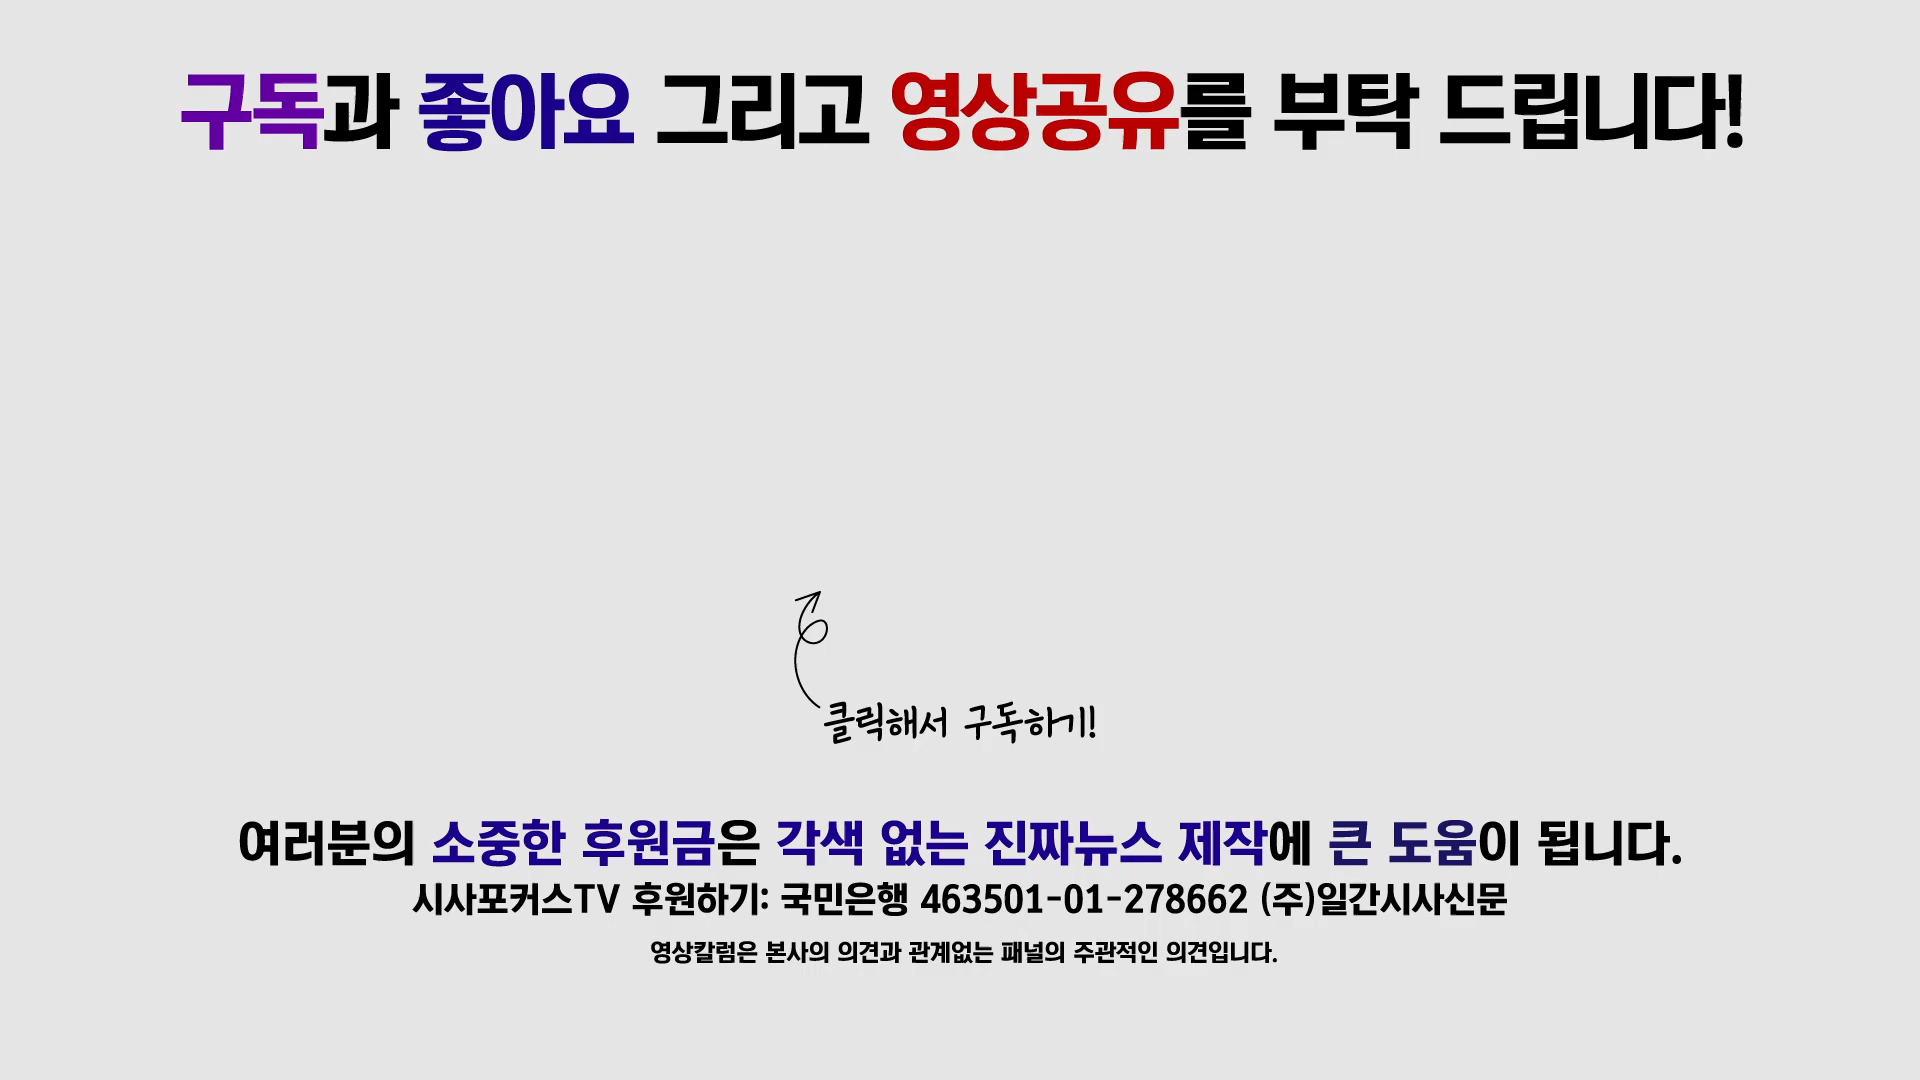 구독과 좋아요 그리고 영상공유를 부탁 드립니다!
클릭해서 구독하기!
여러분의 소중한 후원금은 각색 없는 진짜뉴스 제작에 큰 도움이 됩니다.
시사포커스TV 후원하기: 국민은행 463501-01-278662 (주)일간시사신문
영상칼럼은 본사의 의견과 관계없는 패널의 주관적인 의견입니다.